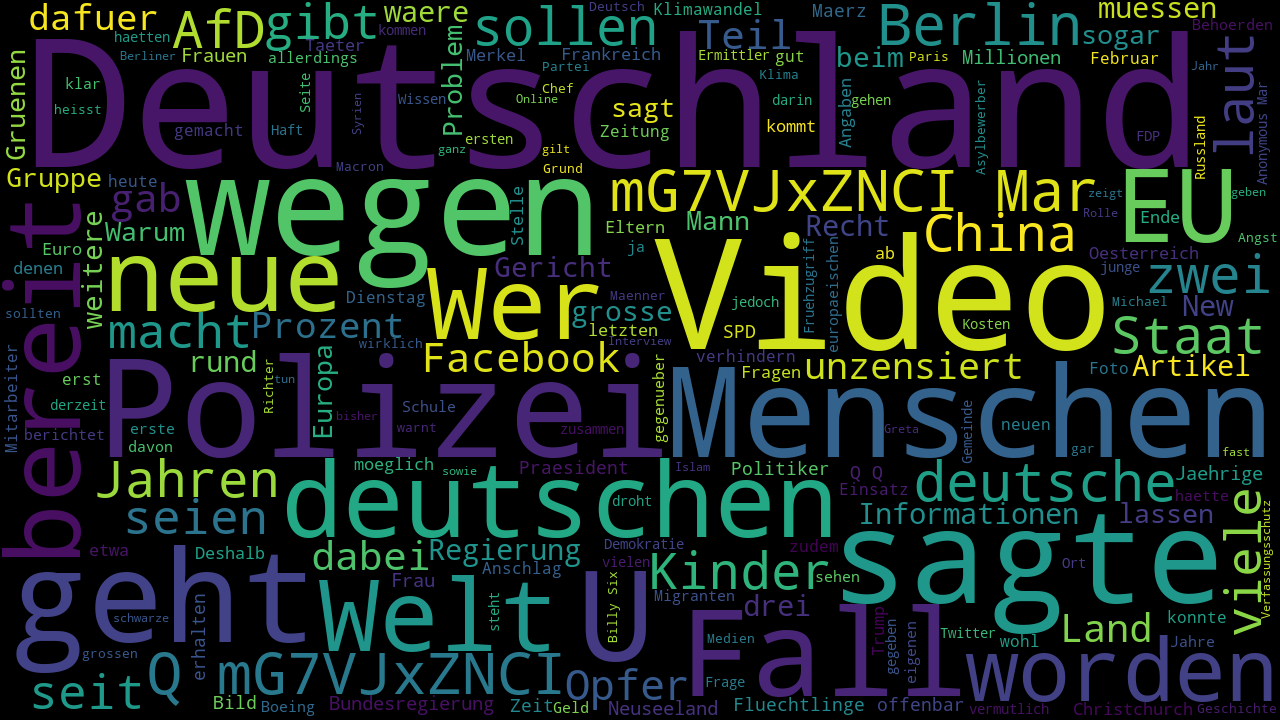 dafuer
haetten
Berliner
AfD
gibt
Taeter
kommen
waere
Deutsch
Klimawandel
sollen
Merkel
Frankreich
Partei
Teil
Maerz
Berlin
muessen
sogar
Behoerden
Frauen
allerdings
Problem
Ermittler
gut
beim
Paris
Millionen
Februar
Jahr
Gruenen
klar
heisst
Deutschland
Seite
Wissen
Syrien
Chef
Online
Klima
darin
gehen
Angaben
Asylbewerber
laut
gemacht
Haft
ersten
ganz
sagt
Zeitung
gilt
kommt
FDP
Russland
Anonymous Mar
Gruppe
heute
Macron
Grund
wegen
mG7VJxZNCI Mar
EU
zeigt
geben
gab
Stelle
Eltern
Mann
Recht
China
Rolle
Ende
Angst
bereit
Warum
weitere
Euro
ja
ab
Oesterreich
denen
neue
Gericht
Wer
Video
Fruehzugriff
europaeischen
junge
zwei
sollten
Dienstag
Maenner
grosse
jedoch
Michael
New
macht
Prozent
letzten
SPD
Kosten
Staat
wirklich
Interview
Mitarbeiter
rund
Europa
Facebook
verhindern
Fragen
unzensiert
Foto
Artikel
erst
Richter
tun
Polizei
gegenueber
Menschen
derzeit
Schule
berichtet
erste
bisher
warnt
zusammen
Greta
Gemeinde
neuen
davon
gar
fast
Jahren
moeglich
sowie
Praesident
Islam
Politiker
Q Q
Einsatz
deutsche
Jaehrige
haette
deutschen
droht
seien
Informationen
lassen
viele
Verfassungsschutz
etwa
Deshalb
dabei
Regierung
Demokratie
zudem
sagte
Anschlag
vielen
Kinder
sehen
Ort
geht
Frau
Welt
U
Billy Six
Migranten
drei
schwarze
erhalten
steht
Fall
Trump
gegeben
eigenen
konnte
Land
Medien
Twitter
wohl
Jahre
grossen
Q mG7VJxZNCI
Opfer
Frage
worden
seit
Bild
Boeing
Bundesregierung
Zeit
Geld
Neuseeland
Fluechtlinge
offenbar
vermutlich
Christchurch
Geschichte